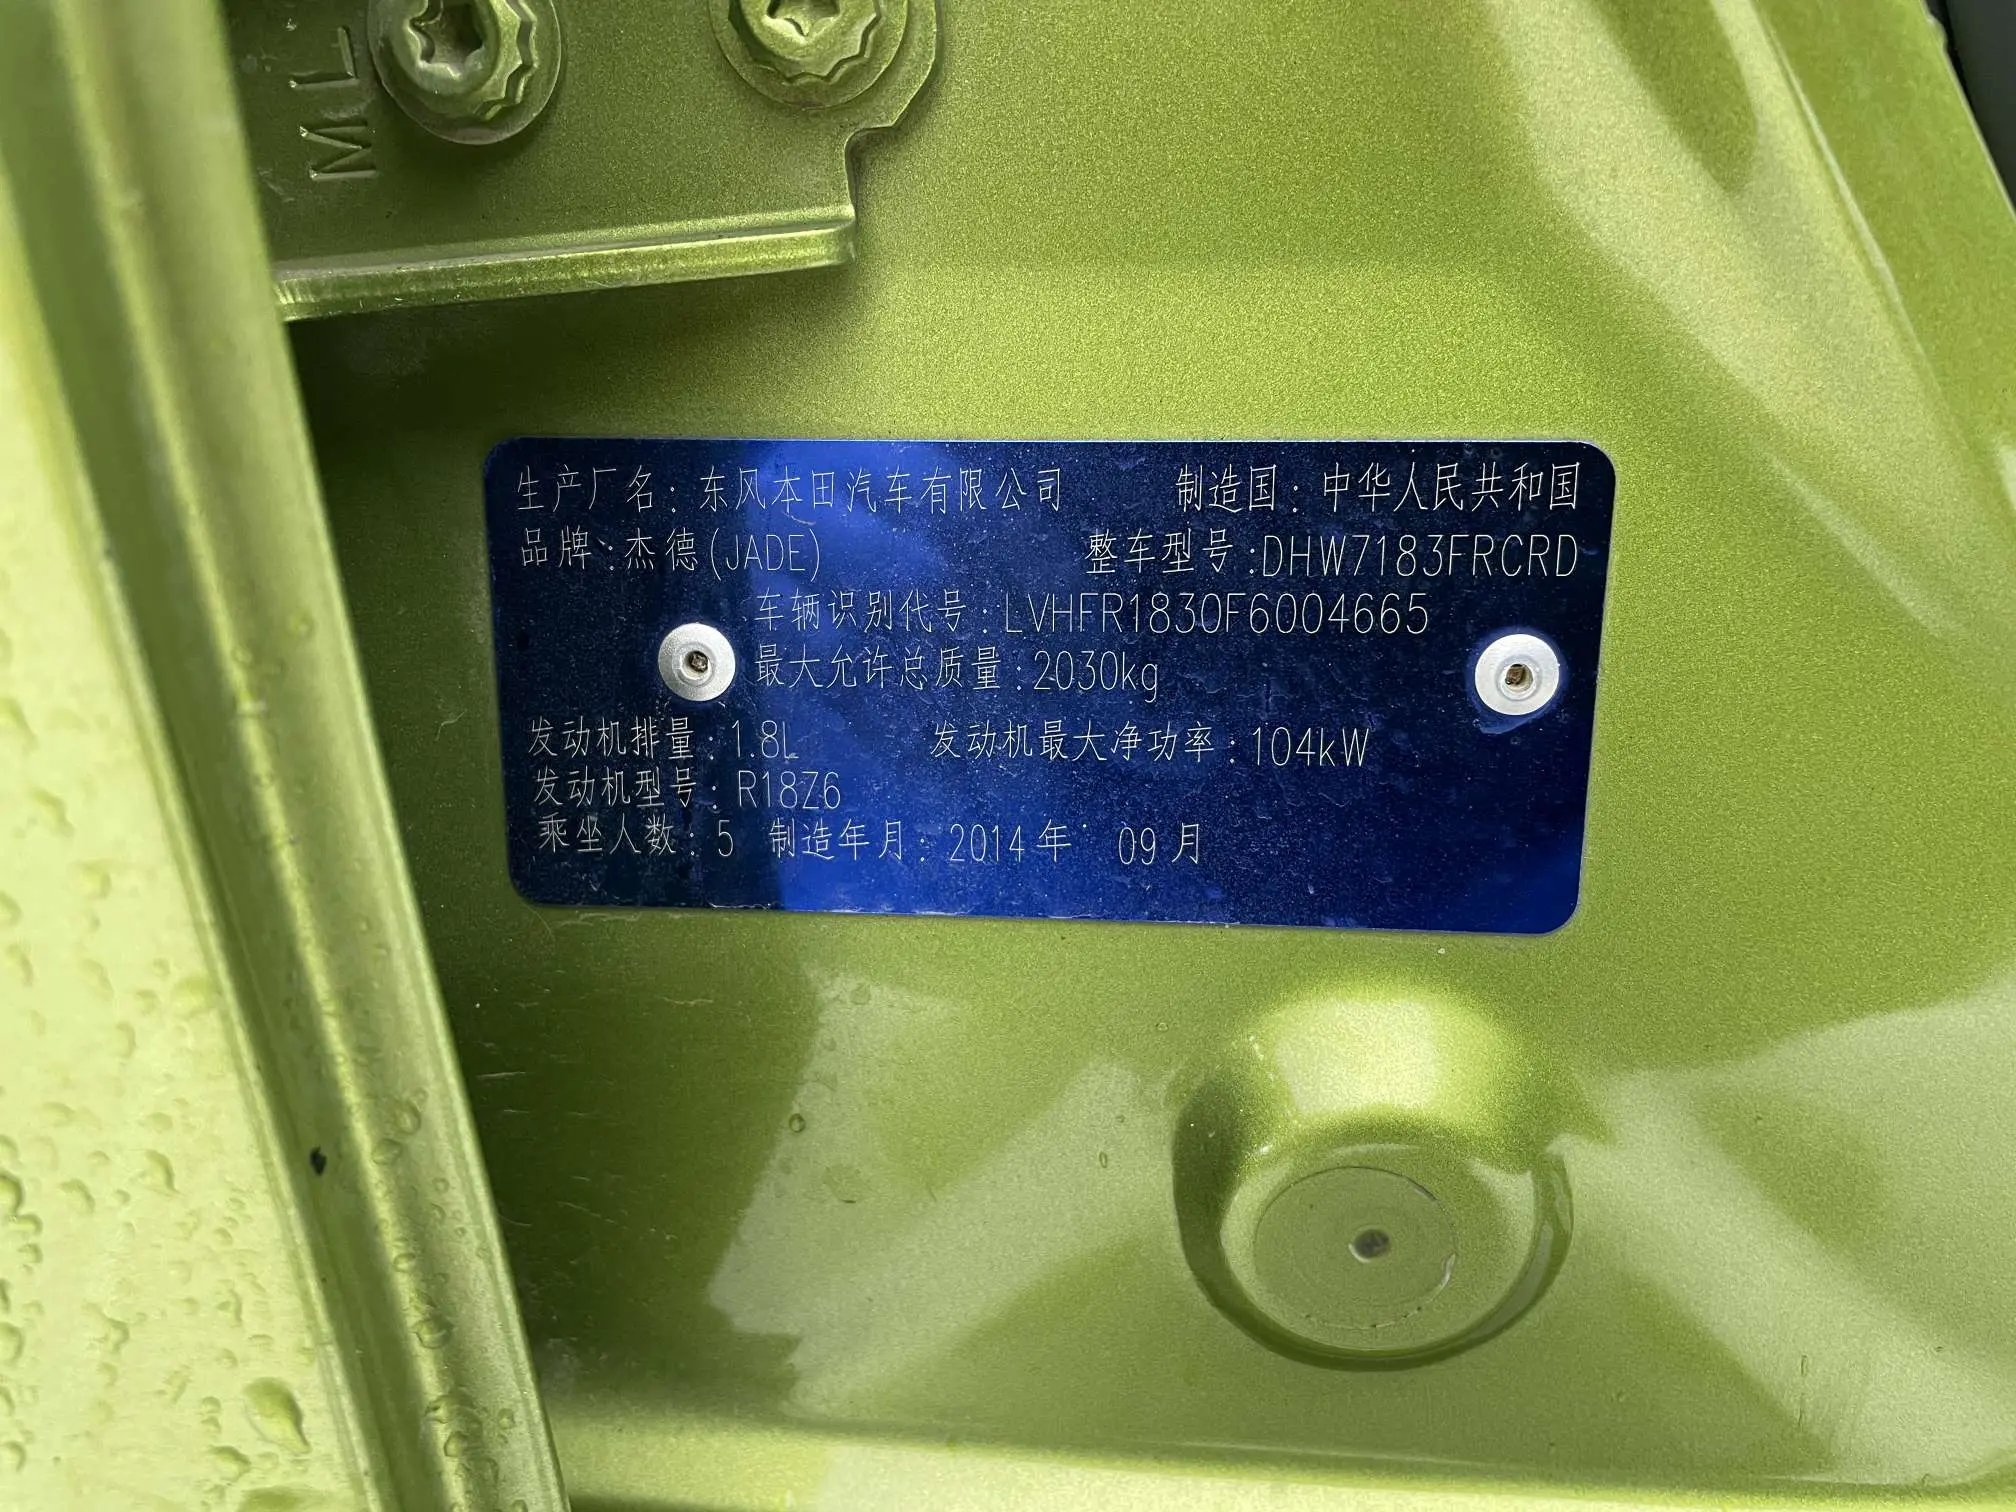 ML
生产厂名：东风本田汽车有限公司 制造国：中华人民共和国
品牌：杰德(JADE) 整车型号：DHW7183FRCRD
车辆识别代号：LVHFR1830F6004665
最大允许总质量：2030kg
发动机排量：1.8L 发动机最大净功率：104kW
发动机型号：R18Z6
乘坐人数：5 制造年月：2014年 09月